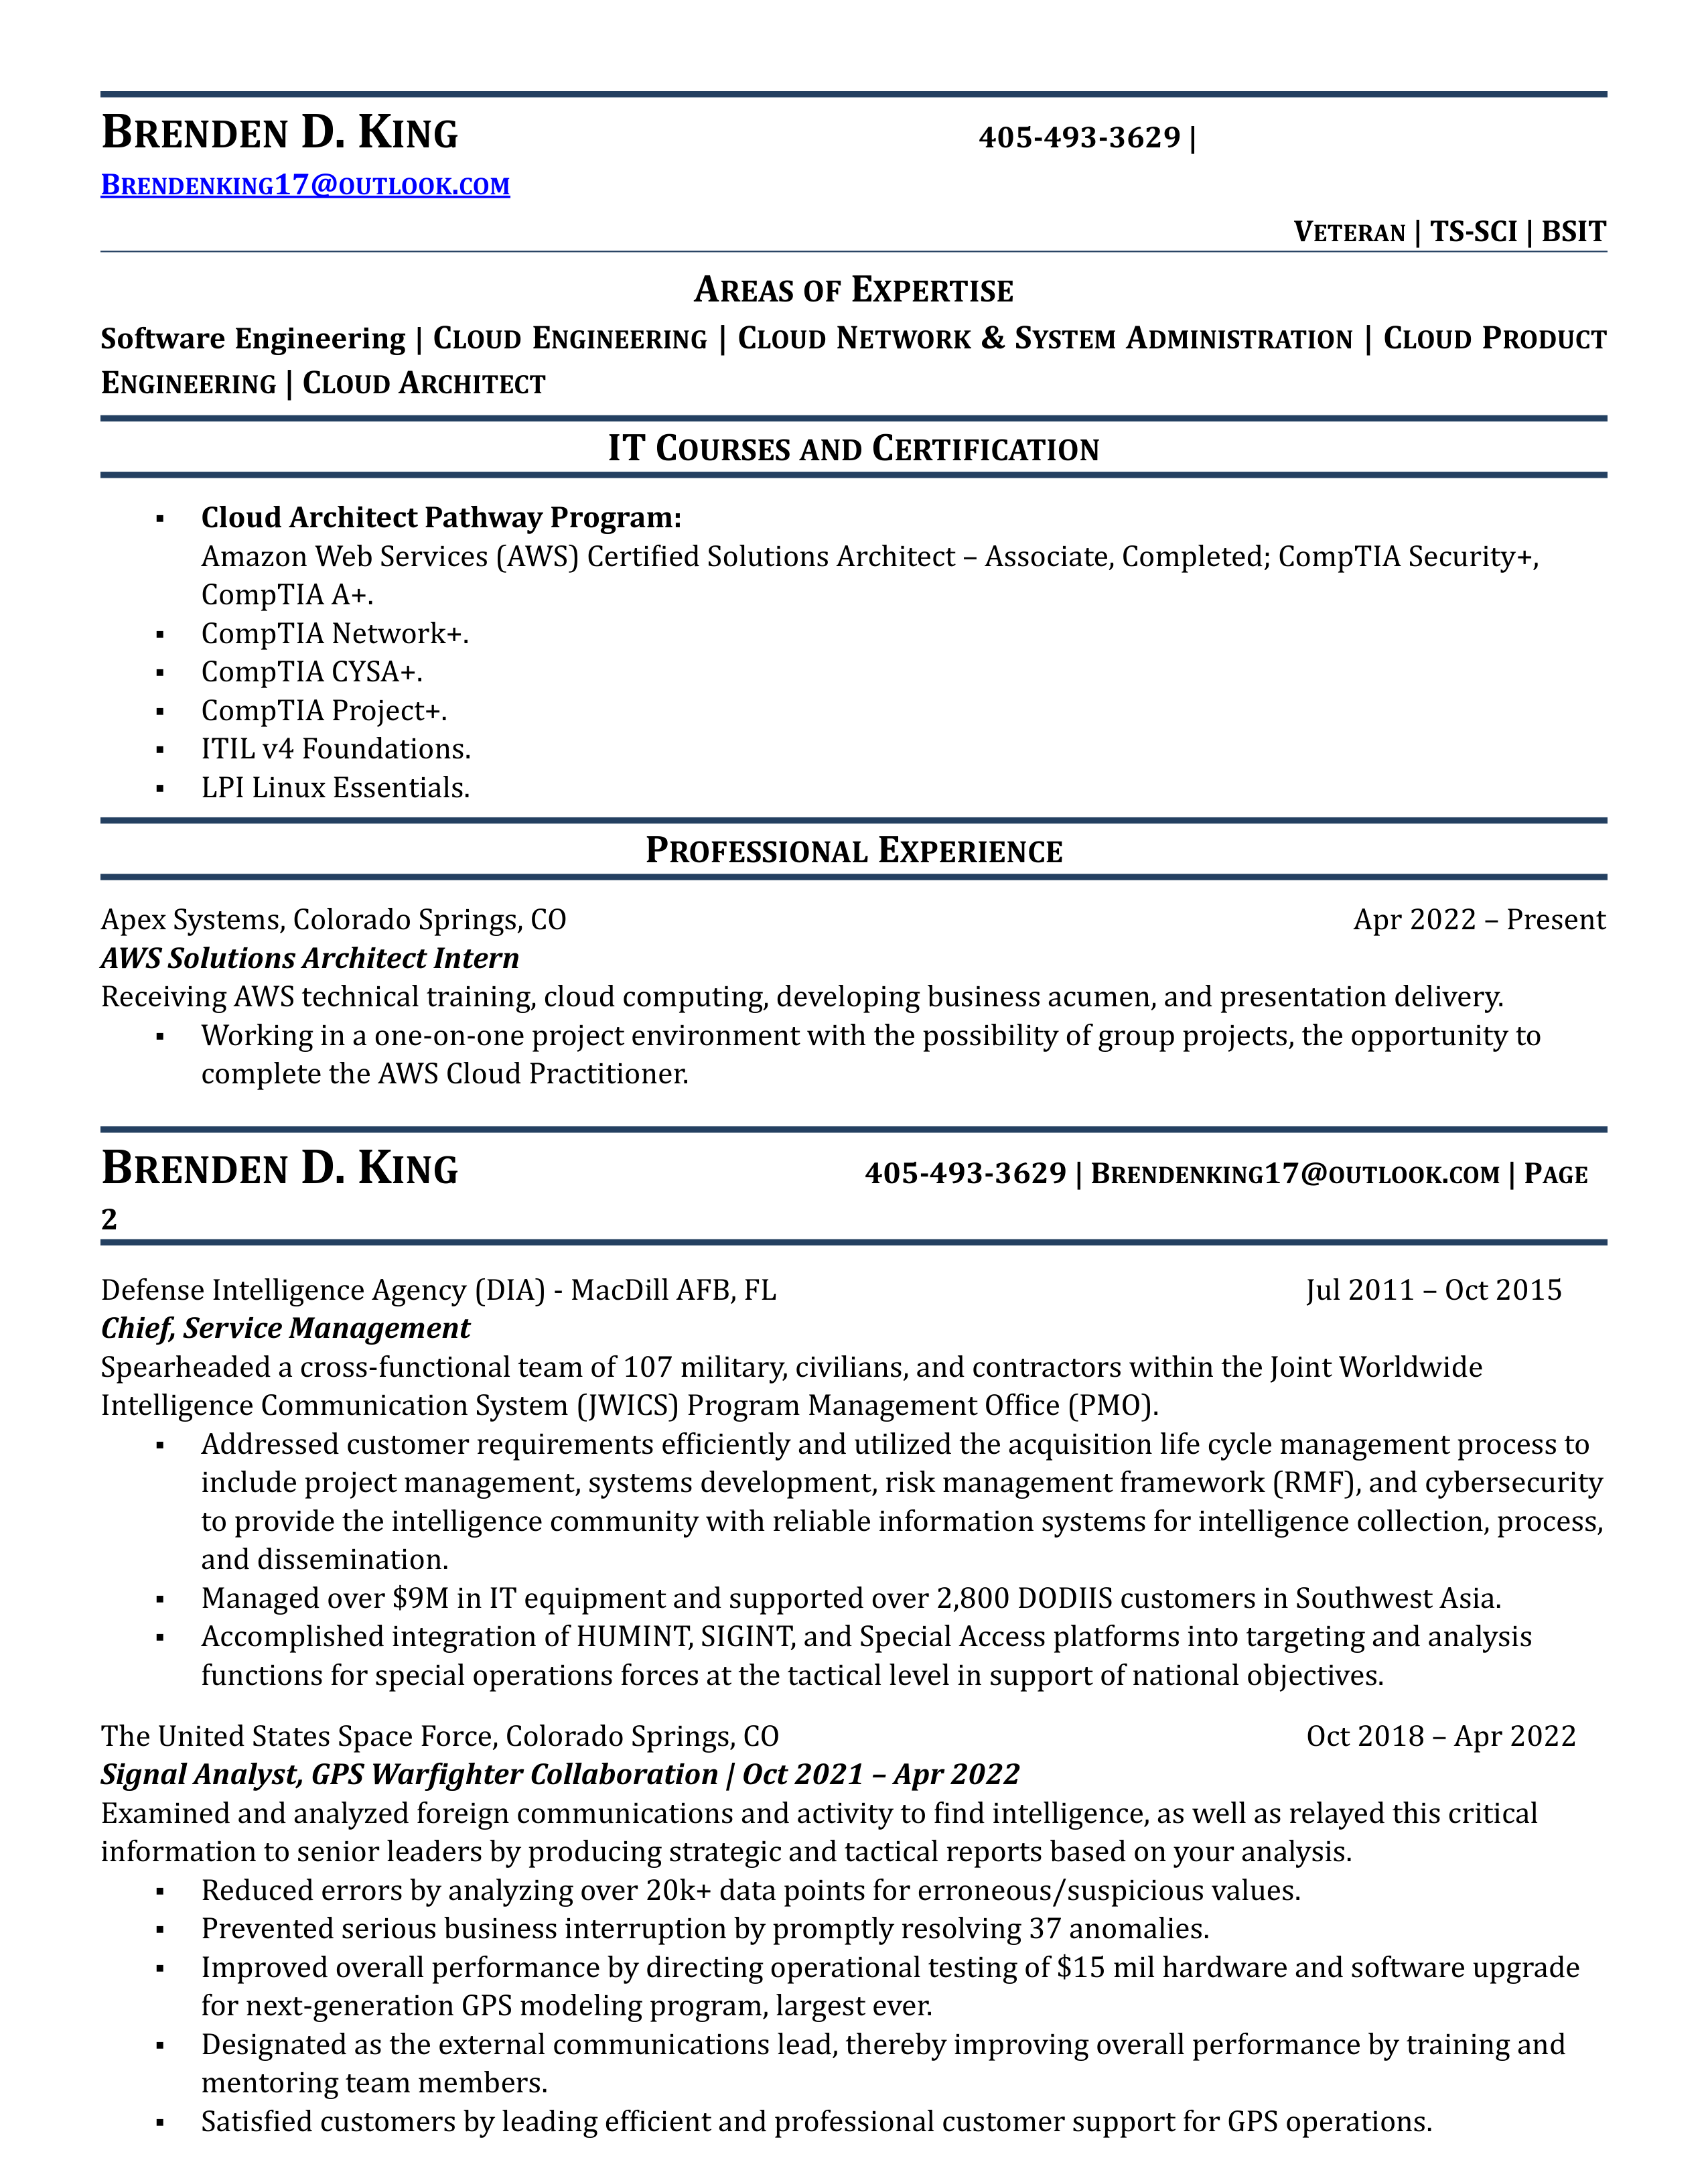 BRENDEN D. KING 405-493-3629 |
BRENDENKING17@OUTLOOK.COM
VETERAN | TS-SCI | BSIT
AREAS OF EXPERTISE
Software Engineering | CLOUD ENGINEERING | CLOUD NETWORK & SYSTEM ADMINISTRATION | CLOUD PRODUCT
ENGINEERING | CLOUD ARCHITECT
IT COURSES AND CERTIFICATION
▪ Cloud Architect Pathway Program:
Amazon Web Services (AWS) Certified Solutions Architect – Associate, Completed; CompTIA Security+,
CompTIA A+.
▪ CompTIA Network+.
▪ CompTIA CYSA+.
▪ CompTIA Project+.
▪ ITIL v4 Foundations.
▪ LPI Linux Essentials.
PROFESSIONAL EXPERIENCE
Apex Systems, Colorado Springs, CO Apr 2022 – Present
AWS Solutions Architect Intern
Receiving AWS technical training, cloud computing, developing business acumen, and presentation delivery.
▪ Working in a one-on-one project environment with the possibility of group projects, the opportunity to
complete the AWS Cloud Practitioner.
BRENDEN D. KING 405-493-3629 | BRENDENKING17@OUTLOOK.COM | PAGE
2
Defense Intelligence Agency (DIA) - MacDill AFB, FL Jul 2011 – Oct 2015
Chief, Service Management
Spearheaded a cross-functional team of 107 military, civilians, and contractors within the Joint Worldwide
Intelligence Communication System (JWICS) Program Management Office (PMO).
▪ Addressed customer requirements efficiently and utilized the acquisition life cycle management process to
include project management, systems development, risk management framework (RMF), and cybersecurity
to provide the intelligence community with reliable information systems for intelligence collection, process,
and dissemination.
▪ Managed over $9M in IT equipment and supported over 2,800 DODIIS customers in Southwest Asia.
▪ Accomplished integration of HUMINT, SIGINT, and Special Access platforms into targeting and analysis
functions for special operations forces at the tactical level in support of national objectives.
The United States Space Force, Colorado Springs, CO Oct 2018 – Apr 2022
Signal Analyst, GPS Warfighter Collaboration | Oct 2021 – Apr 2022
Examined and analyzed foreign communications and activity to find intelligence, as well as relayed this critical
information to senior leaders by producing strategic and tactical reports based on your analysis.
▪ Reduced errors by analyzing over 20k+ data points for erroneous/suspicious values.
▪ Prevented serious business interruption by promptly resolving 37 anomalies.
▪ Improved overall performance by directing operational testing of $15 mil hardware and software upgrade
for next-generation GPS modeling program, largest ever.
▪ Designated as the external communications lead, thereby improving overall performance by training and
mentoring team members.
▪ Satisfied customers by leading efficient and professional customer support for GPS operations.